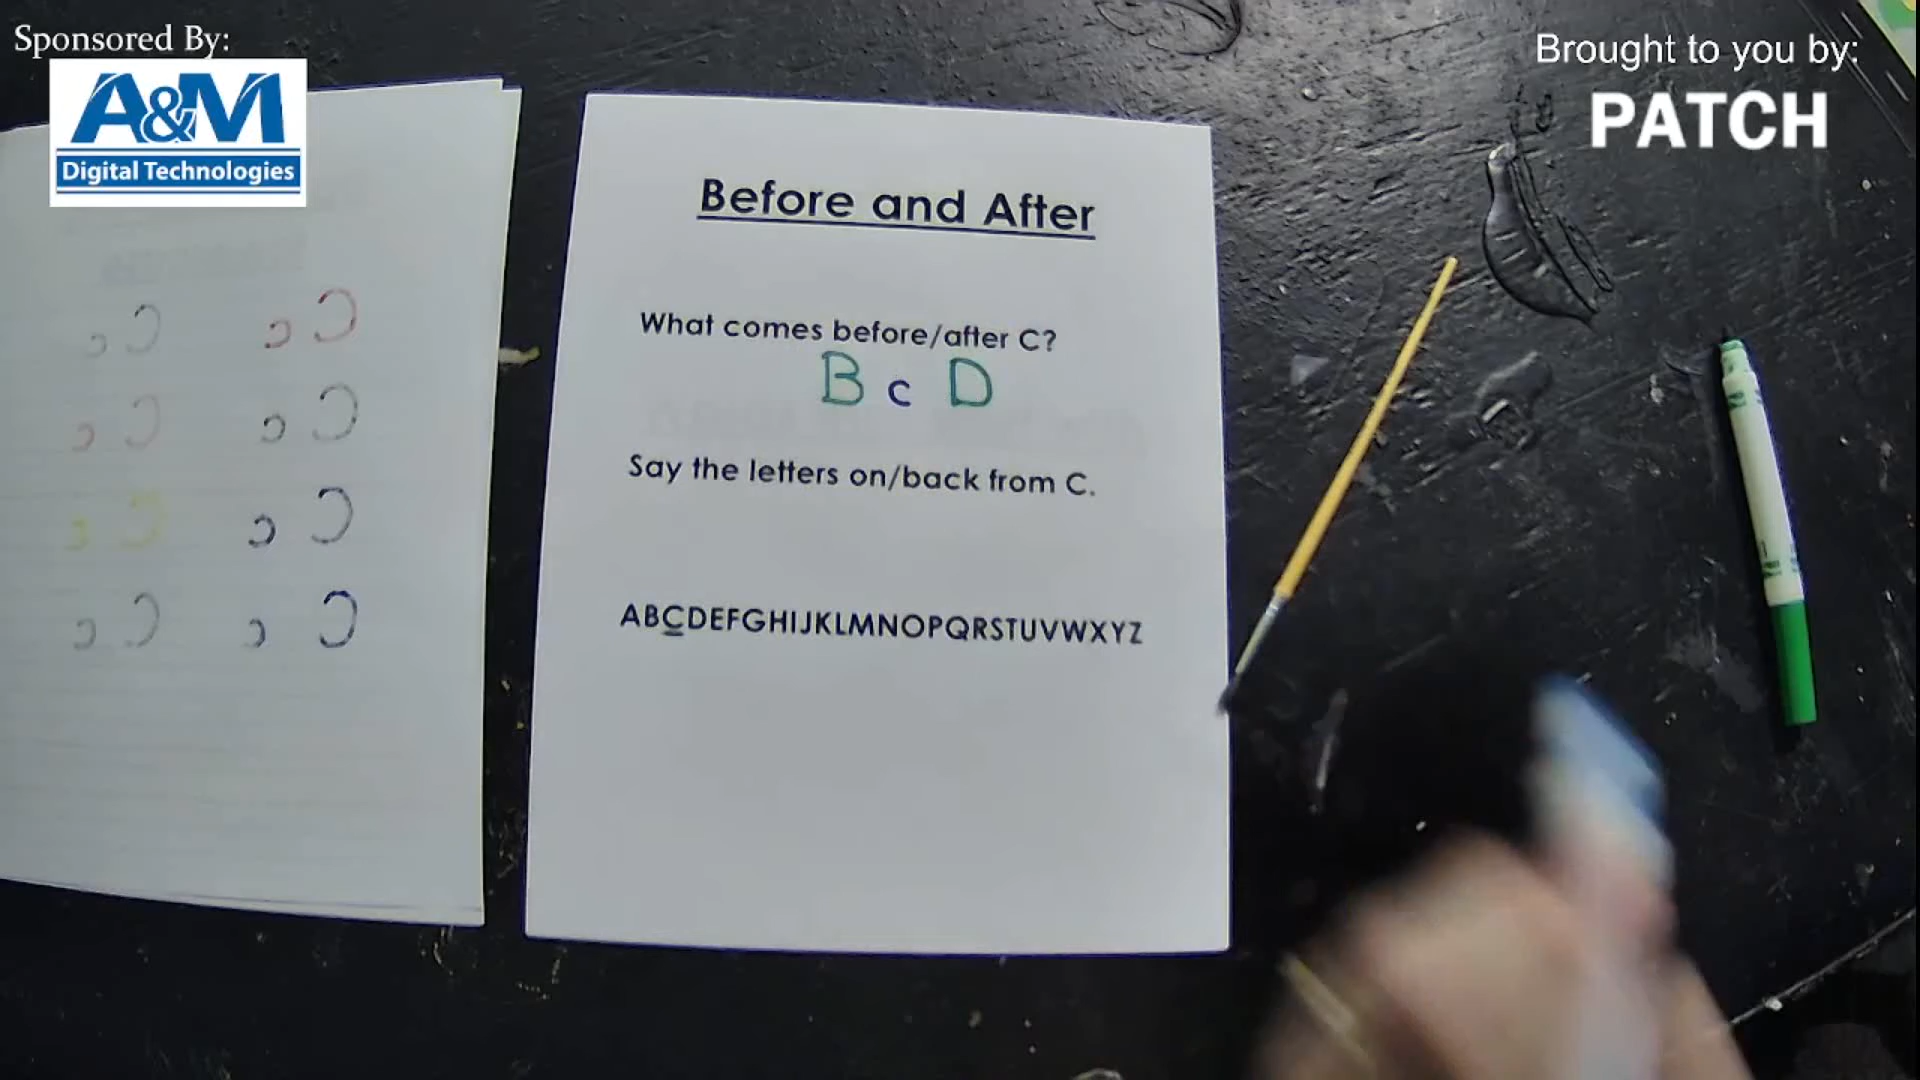 Sponsored By:
A&M
Digital Technologies
Brought to you by:
PATCH
Before and After
What comes before/after C?
B c D
Say the letters on/back from C.
ABCDEFGHIJKLMNOPQRSTUVWXYZ